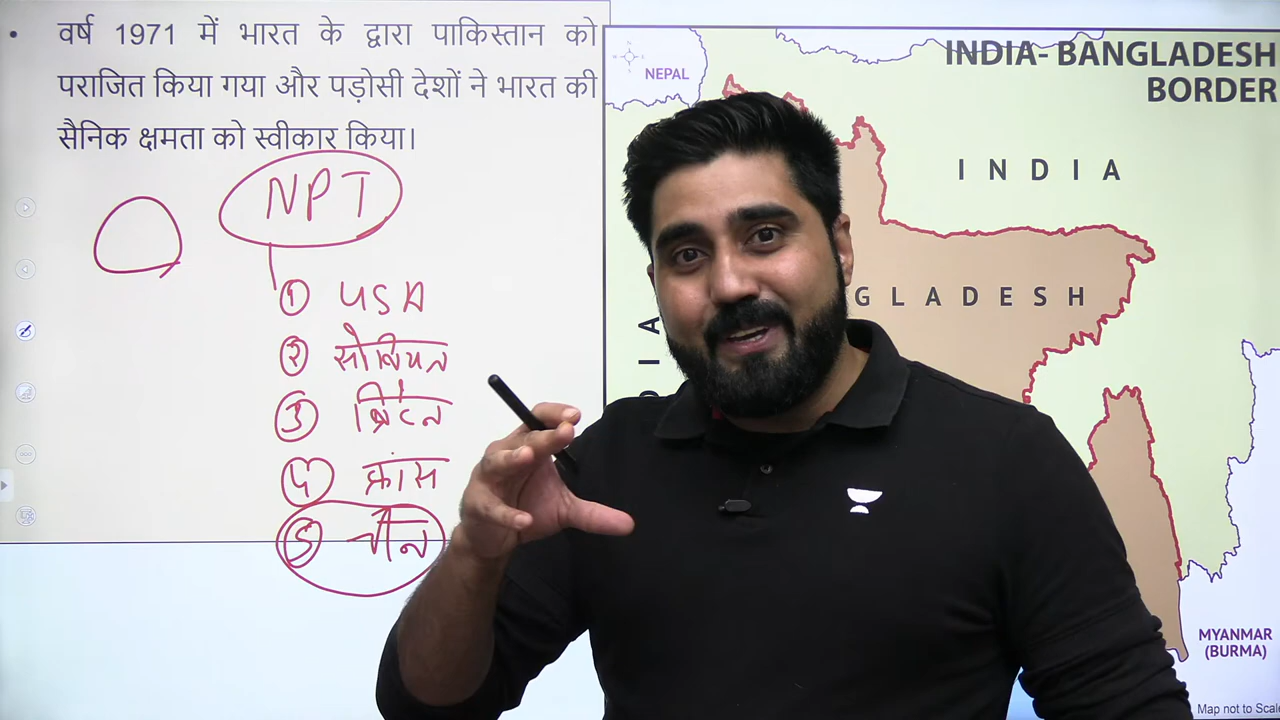 • वर्ष 1971 में भारत के द्वारा पाकिस्तान को
पराजित किया गया और पड़ोसी देशों ने भारत की
सैनिक क्षमता को स्वीकार किया।
NPT
① USA
② सोवियत
③ ब्रिटेन
④ फ्रांस
⑤ चीन
INDIA- BANGLADESH
BORDER
NEPAL
INDIA
GLADESH
DIA
MYANMAR
(BURMA)
Map not to Scale